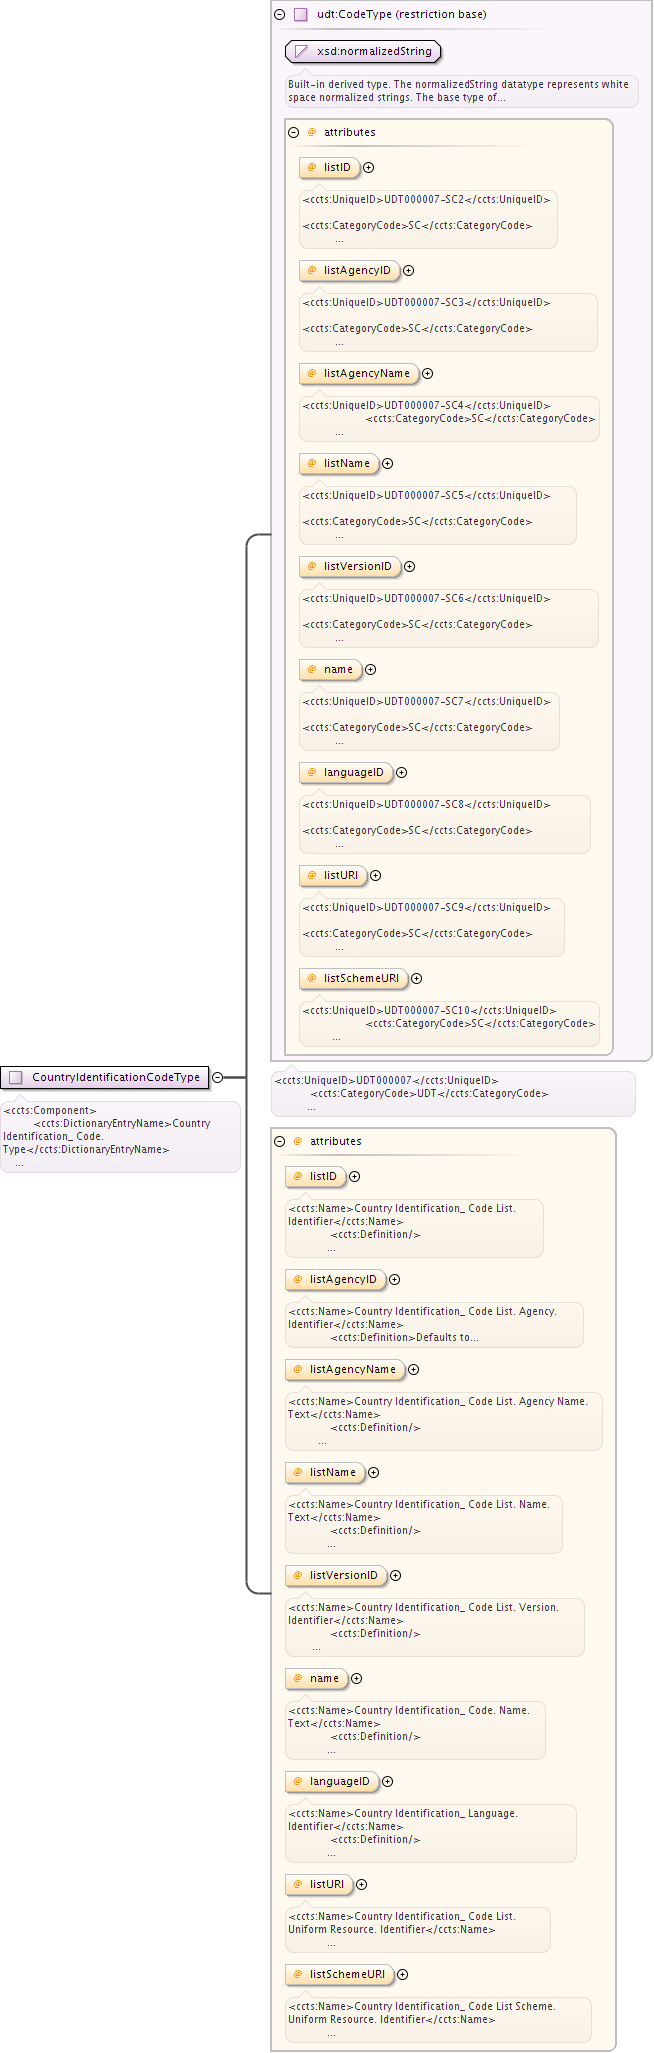 udt:CodeType (restriction base)
xsd:normalizedString
Built-in derived type. The normalizedString datatype represents white
space normalized strings. The base type of...
@ attributes
@ listID
<ccts:UniqueID>UDT000007-SC2</ccts:UniqueID>
<ccts:CategoryCode>SC</ccts:CategoryCode>
...
@ listAgencyID
<ccts:UniqueID>UDT000007-SC3</ccts:UniqueID>
<ccts:CategoryCode>SC</ccts:CategoryCode>
...
@ listAgencyName
<ccts:UniqueID>UDT000007-SC4</ccts:UniqueID>
<ccts:CategoryCode>SC</ccts:CategoryCode>
...
@ listName
<ccts:UniqueID>UDT000007-SC5</ccts:UniqueID>
<ccts:CategoryCode>SC</ccts:CategoryCode>
...
@ listVersionID
<ccts:UniqueID>UDT000007-SC6</ccts:UniqueID>
<ccts:CategoryCode>SC</ccts:CategoryCode>
...
@ name
<ccts:UniqueID>UDT000007-SC7</ccts:UniqueID>
<ccts:CategoryCode>SC</ccts:CategoryCode>
...
@ languageID
<ccts:UniqueID>UDT000007-SC8</ccts:UniqueID>
<ccts:CategoryCode>SC</ccts:CategoryCode>
...
@ listURI
<ccts:UniqueID>UDT000007-SC9</ccts:UniqueID>
<ccts:CategoryCode>SC</ccts:CategoryCode>
...
@ listSchemeURI
<ccts:UniqueID>UDT000007-SC10</ccts:UniqueID>
<ccts:CategoryCode>SC</ccts:CategoryCode>
...
CountryIdentificationCodeType
<ccts:Component>
<ccts:DictionaryEntryName>Country
Identification_ Code.
Type</ccts:DictionaryEntryName>
...
<ccts:UniqueID>UDT000007</ccts:UniqueID>
<ccts:CategoryCode>UDT</ccts:CategoryCode>
...
@ attributes
@ listID
<ccts:Name>Country Identification_ Code List.
Identifier</ccts:Name>
<ccts:Definition/>
...
@ listAgencyID
<ccts:Name>Country Identification_ Code List. Agency.
Identifier</ccts:Name>
<ccts:Definition>Defaults to...
@ listAgencyName
<ccts:Name>Country Identification_ Code List. Agency Name.
Text</ccts:Name>
<ccts:Definition/>
...
@ listName
<ccts:Name>Country Identification_ Code List. Name.
Text</ccts:Name>
<ccts:Definition/>
...
@ listVersionID
<ccts:Name>Country Identification_ Code List. Version.
Identifier</ccts:Name>
<ccts:Definition/>
...
@ name
<ccts:Name>Country Identification_ Code. Name.
Text</ccts:Name>
<ccts:Definition/>
...
@ languageID
<ccts:Name>Country Identification_ Language.
Identifier</ccts:Name>
<ccts:Definition/>
...
@ listURI
<ccts:Name>Country Identification_ Code List.
Uniform Resource. Identifier</ccts:Name>
...
@ listSchemeURI
<ccts:Name>Country Identification_ Code List Scheme.
Uniform Resource. Identifier</ccts:Name>
...